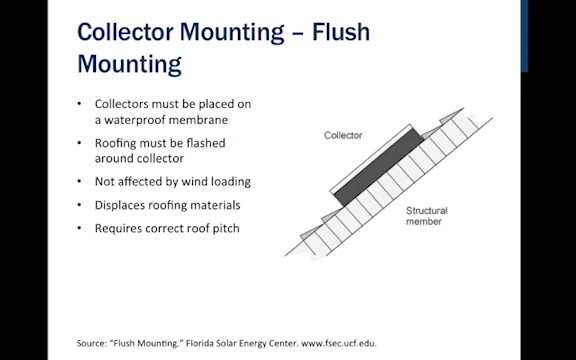 Collector Mounting – Flush
Mounting
• Collectors must be placed on
a waterproof membrane
• Roofing must be flashed
around collector
• Not affected by wind loading
• Displaces roofing materials
• Requires correct roof pitch
Collector
Structural
member
Source: "Flush Mounting." Florida Solar Energy Center. www.fsec.ucf.edu.